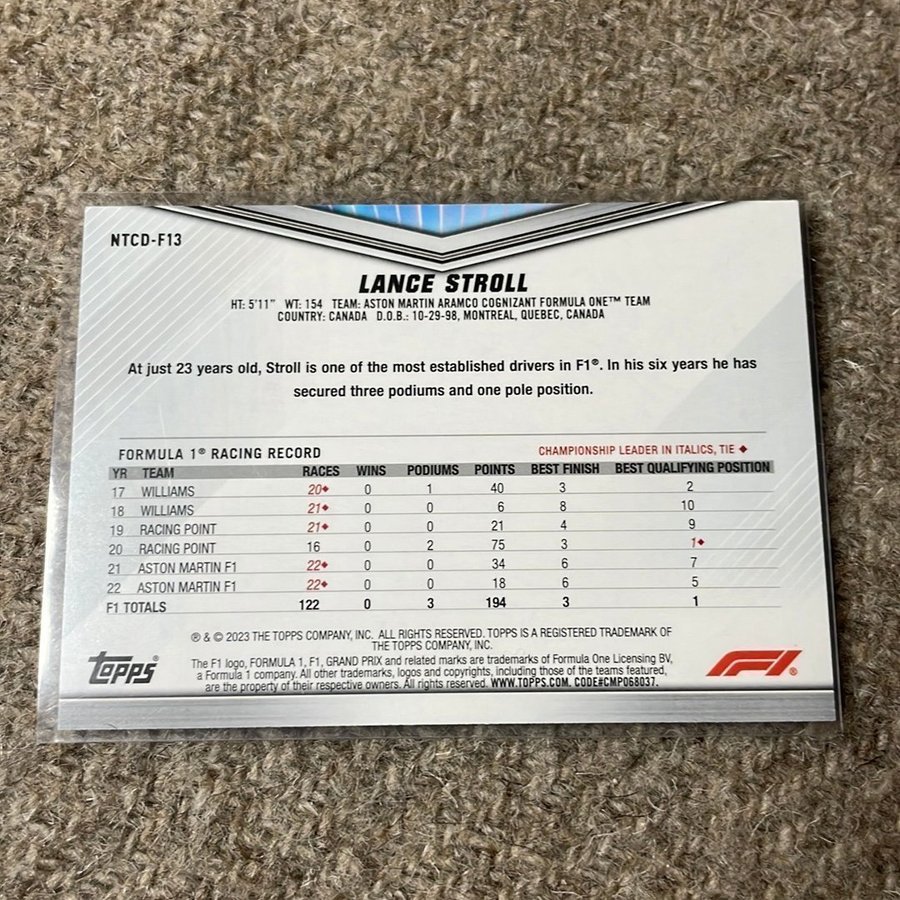 NTCD-F13
LANCE STROLL
HT: 5'11" WT: 154 TEAM: ASTON MARTIN ARAMCO COGNIZANT FORMULA ONE™ TEAM
COUNTRY: CANADA D.O.B.: 10-29-98, MONTREAL, QUEBEC, CANADA
At just 23 years old, Stroll is one of the most established drivers in F1®. In his six years he has
secured three podiums and one pole position.
FORMULA 1® RACING RECORD CHAMPIONSHIP LEADER IN ITALICS, TIE ♦
YR TEAM RACES WINS PODIUMS POINTS BEST FINISH BEST QUALIFYING POSITION
17 WILLIAMS 20♦ 0 1 40 3 2
18 WILLIAMS 21♦ 0 0 6 8 10
19 RACING POINT 21♦ 0 0 21 4 9
20 RACING POINT 16 0 2 75 3 1♦
21 ASTON MARTIN F1 22♦ 0 0 34 6 7
22 ASTON MARTIN F1 22♦ 0 0 18 6 5
F1 TOTALS 122 0 3 194 3 1
® & © 2023 THE TOPPS COMPANY, INC. ALL RIGHTS RESERVED. TOPPS IS A REGISTERED TRADEMARK OF
THE TOPPS COMPANY, INC.
The F1 logo, FORMULA 1, F1, GRAND PRIX and related marks are trademarks of Formula One Licensing BV,
a Formula 1 company. All other trademarks, logos and copyrights, including those of the teams featured,
are the property of their respective owners. All rights reserved. WWW.TOPPS.COM. CODE#CMP068037.
TOPPS®
F1®